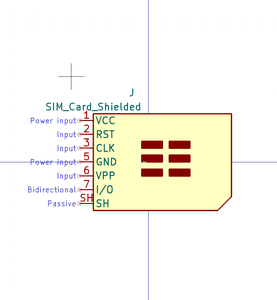 J
SIM_Card_Shielded
Power input 1 VCC
Input 2 RST
Input 3 CLK
Power input 5 GND
Input 6 VPP
Bidirectional 7 I/O
Passive SH SH